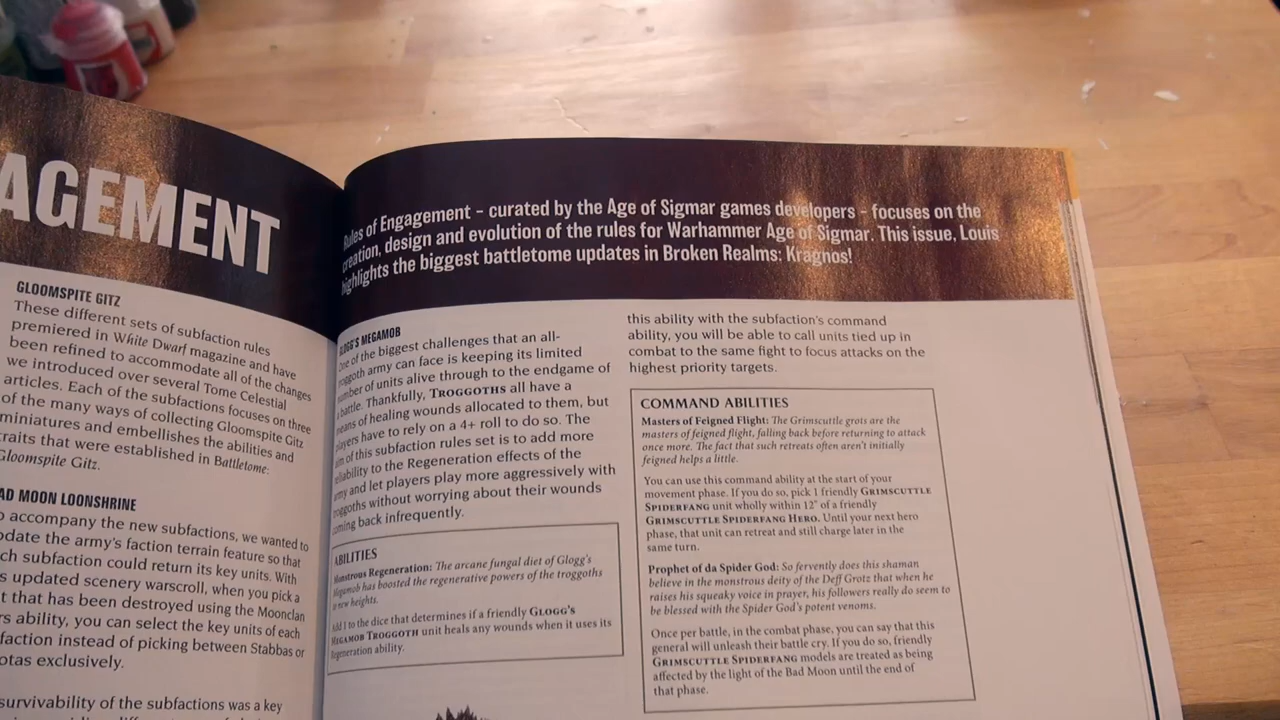 AGEMENT
GLOOMSPITE GITZ
These different sets of subfaction rules
premiered in White Dwarf magazine and have
been refined to accommodate all of the changes
we introduced over several Tome Celestial
articles. Each of the subfactions focuses on three
of the many ways of collecting Gloomspite Gitz
miniatures and embellishes the abilities and
traits that were established in Battletome:
Gloomspite Gitz.
AD MOON LOONSHRINE
o accompany the new subfactions, we wanted to
odate the army's faction terrain feature so that
ch subfaction could return its key units. With
s updated scenery warscroll, when you pick a
t that has been destroyed using the Moonclan
rs ability, you can select the key units of each
faction instead of picking between Stabbas or
otas exclusively.
survivability of the subfactions was a key
Rules of Engagement – curated by the Age of Sigmar games developers – focuses on the
creation, design and evolution of the rules for Warhammer Age of Sigmar. This issue, Louis
highlights the biggest battletome updates in Broken Realms: Kragnos!
GLOGG'S MEGAMOB
One of the biggest challenges that an all-
troggoth army can face is keeping its limited
number of units alive through to the endgame of
a battle. Thankfully, TROGGOTHS all have a
means of healing wounds allocated to them, but
players have to rely on a 4+ roll to do so. The
aim of this subfaction rules set is to add more
reliability to the Regeneration effects of the
army and let players play more aggressively with
troggoths without worrying about their wounds
coming back infrequently.
ABILITIES
Monstrous Regeneration: The arcane fungal diet of Glogg's
Megamob has boosted the regenerative powers of the troggoths
to new heights.
Add 1 to the dice that determines if a friendly GLOGG'S
MEGAMOB TROGGOTH unit heals any wounds when it uses its
Regeneration ability.
this ability with the subfaction's command
ability, you will be able to call units tied up in
combat to the same fight to focus attacks on the
highest priority targets.
COMMAND ABILITIES
Masters of Feigned Flight: The Grimscuttle grots are the
masters of feigned flight, falling back before returning to attack
once more. The fact that such retreats often aren't initially
feigned helps a little.
You can use this command ability at the start of your
movement phase. If you do so, pick 1 friendly GRIMSCUTTLE
SPIDERFANG unit wholly within 12" of a friendly
GRIMSCUTTLE SPIDERFANG HERO. Until your next hero
phase, that unit can retreat and still charge later in the
same turn.
Prophet of da Spider God: So fervently does this shaman
believe in the monstrous deity of the Deff Grotz that when he
raises his squeaky voice in prayer, his followers really do seem to
be blessed with the Spider God's potent venoms.
Once per battle, in the combat phase, you can say that this
general will unleash their battle cry. If you do so, friendly
GRIMSCUTTLE SPIDERFANG models are treated as being
affected by the light of the Bad Moon until the end of
that phase.